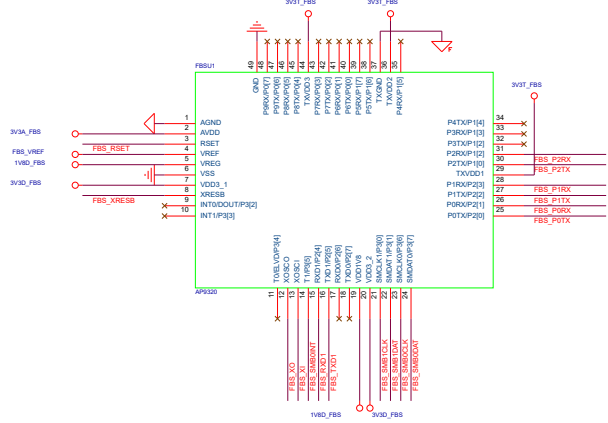 3V3T_FBS
3V3T_FBS
FBSU1
49 48 47 46 45 44 43 42 41 40 39 38 37 36 35
GND
P9RX/P0[7]
P9TX/P0[6]
P8RX/P0[5]
P8TX/P0[4]
TXVDD3
P7RX/P0[3]
P7TX/P0[2]
P6RX/P0[1]
P6TX/P0[0]
P5RX/P1[7]
P5TX/P1[6]
TXGND
TXVDD2
P4RX/P1[5]
F
3V3T_FBS
1 AGND
3V3A_FBS 2 AVDD
FBS_RSET 3 RSET
FBS_VREF 4 VREF
1V8D_FBS 5 VREG
6 VSS
3V3D_FBS 7 VDD3_1
FBS_XRESB 8 XRESB
9 INT0/DOUT/P3[2]
10 INT1/P3[3]
P4TX/P1[4] 34
P3RX/P1[3] 33
P3TX/P1[2] 32
P2RX/P1[2] 31 FBS_P2RX
P2TX/P1[0] 30 FBS_P2TX
TXVDD1 29
P1RX/P2[3] 28 FBS_P1RX
P1TX/P2[2] 27 FBS_P1TX
P0RX/P2[1] 26 FBS_P0RX
P0TX/P2[0] 25 FBS_P0TX
T0/ELVD/P3[4]
XOSCO
XOSCI
T1/P3[5]
RXD1/P2[4]
TXD1/P2[5]
RXD0/P2[6]
TXD0/P2[7]
VDD1V8
VDD3_2
SMCLK1/P3[0]
SMDAT1/P3[1]
SMCLK0/P3[6]
SMDAT0/P3[7]
AP9320
11 12 13 14 15 16 17 18 19 20 21 22 23 24
FBS_XO
FBS_XI
FBS_SMB0INT
FBS_RXD1
FBS_TXD1
FBS_SMB1CLK
FBS_SMB1DAT
FBS_SMB0CLK
FBS_SMB0DAT
1V8D_FBS
3V3D_FBS